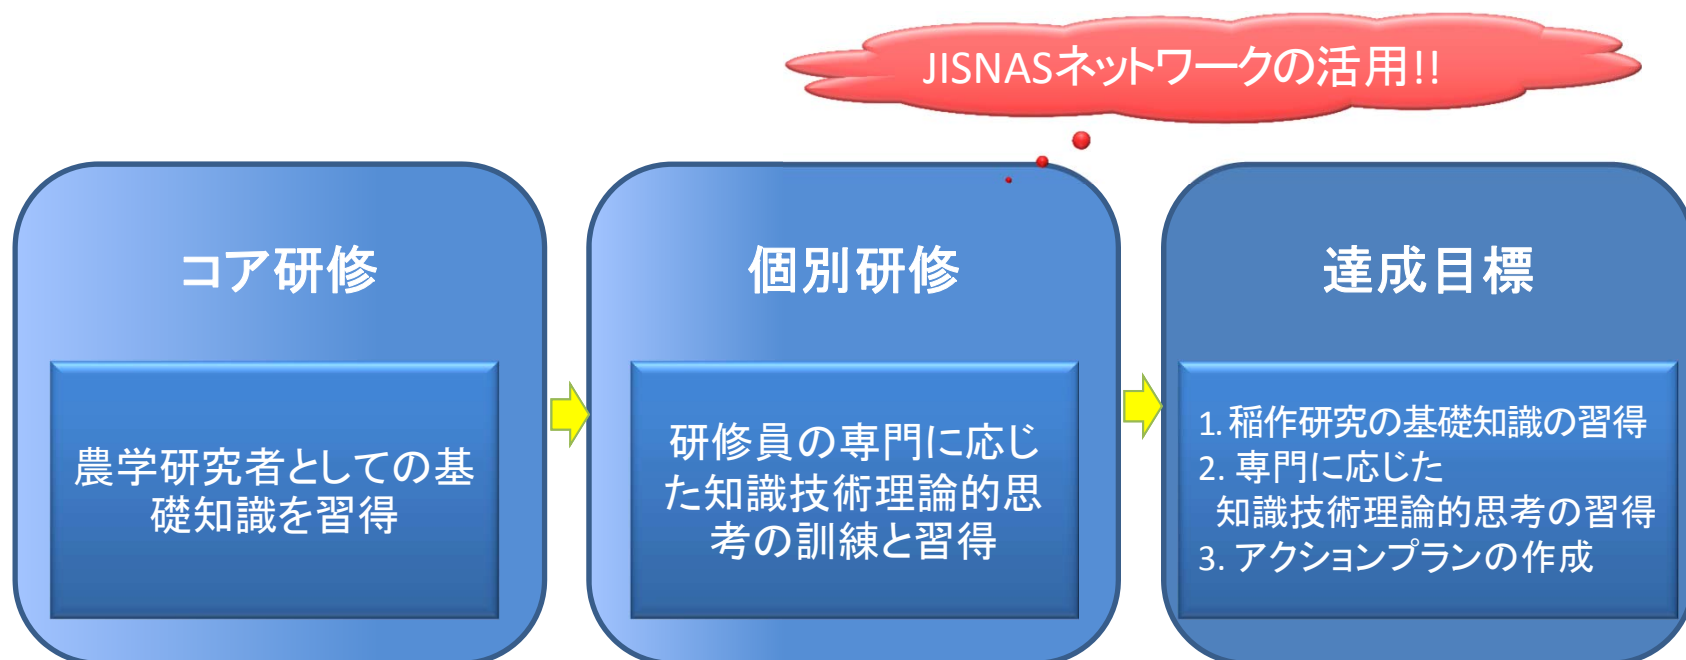 JISNASネットワークの活用!!
コア研修
農学研究者としての基
礎知識を習得
個別研修
研修員の専門に応じ
た知識技術理論的思
考の訓練と習得
達成目標
1. 稲作研究の基礎知識の習得
2. 専門に応じた
知識技術理論的思考の習得
3. アクションプランの作成